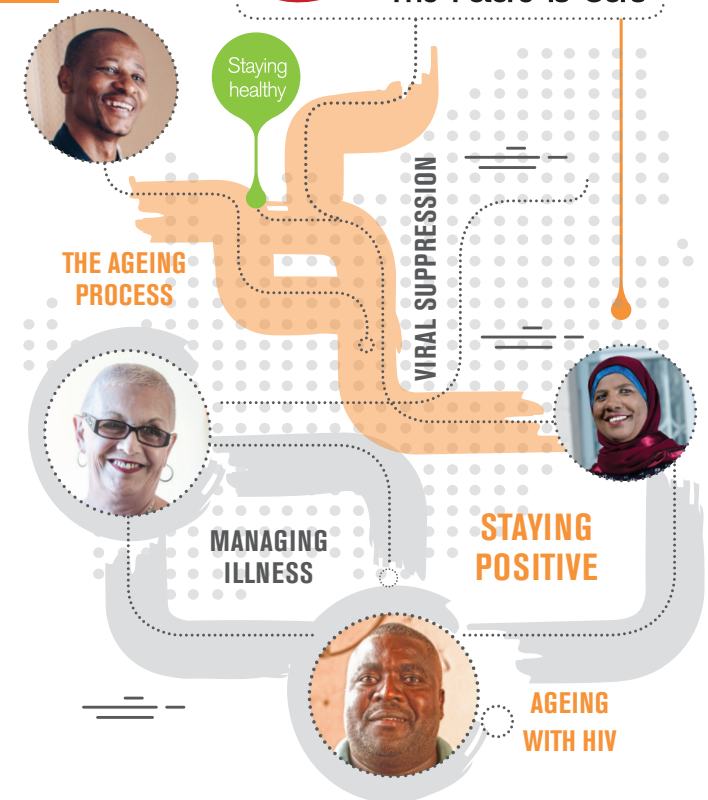 Staying
healthy
VIRAL SUPPRESSION
THE AGEING
PROCESS
MANAGING
ILLNESS
STAYING
POSITIVE
AGEING
WITH HIV